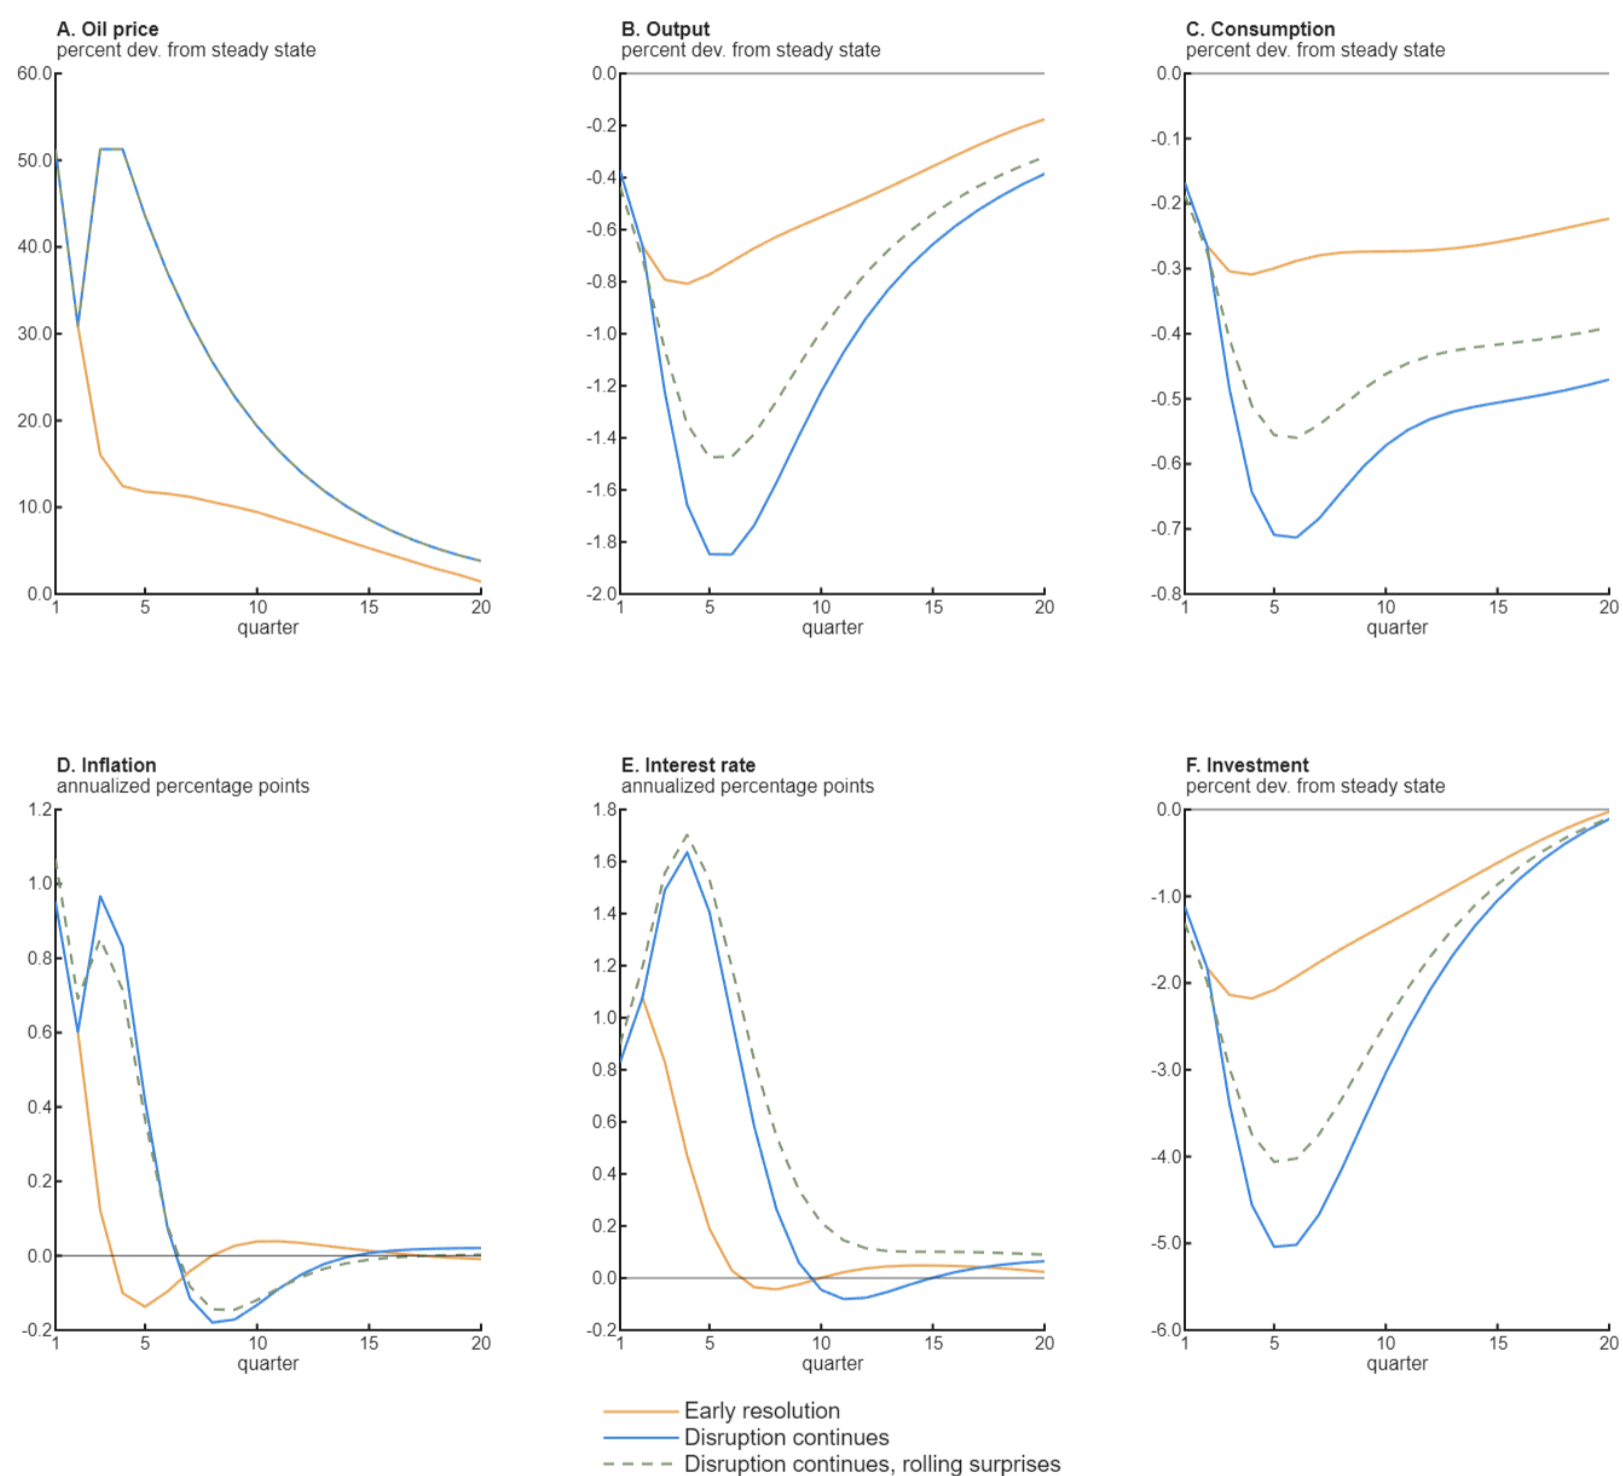 A. Oil price
percent dev. from steady state
60.0
50.0
40.0
30.0
20.0
10.0
0.0
1 5 10 15 20
quarter
B. Output
percent dev. from steady state
0.0
-0.2
-0.4
-0.6
-0.8
-1.0
-1.2
-1.4
-1.6
-1.8
-2.0
1 5 10 15 20
quarter
C. Consumption
percent dev. from steady state
0.0
-0.1
-0.2
-0.3
-0.4
-0.5
-0.6
-0.7
-0.8
1 5 10 15 20
quarter
D. Inflation
annualized percentage points
1.2
1.0
0.8
0.6
0.4
0.2
0.0
-0.2
1 5 10 15 20
quarter
E. Interest rate
annualized percentage points
1.8
1.6
1.4
1.2
1.0
0.8
0.6
0.4
0.2
0.0
-0.2
1 5 10 15 20
quarter
F. Investment
percent dev. from steady state
0.0
-1.0
-2.0
-3.0
-4.0
-5.0
-6.0
1 5 10 15 20
quarter
Early resolution
Disruption continues
Disruption continues, rolling surprises